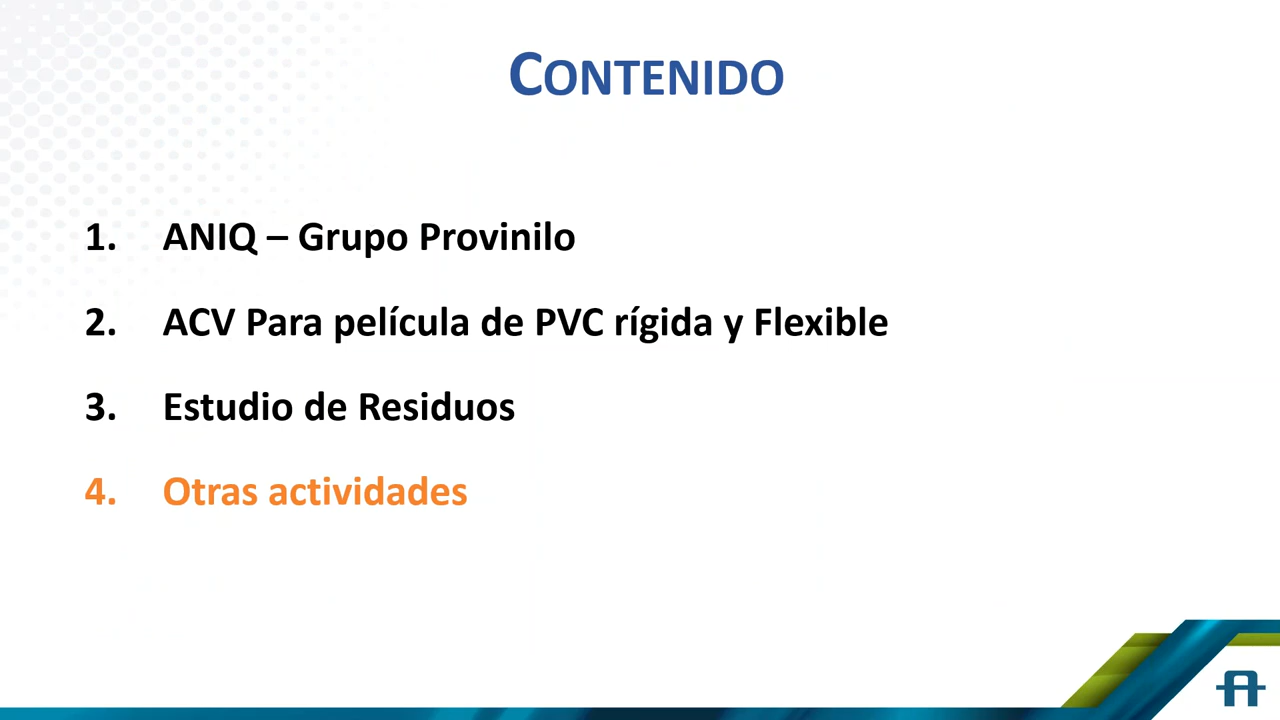 CONTENIDO
1. ANIQ – Grupo Provinilo
2. ACV Para película de PVC rígida y Flexible
3. Estudio de Residuos
4. Otras actividades